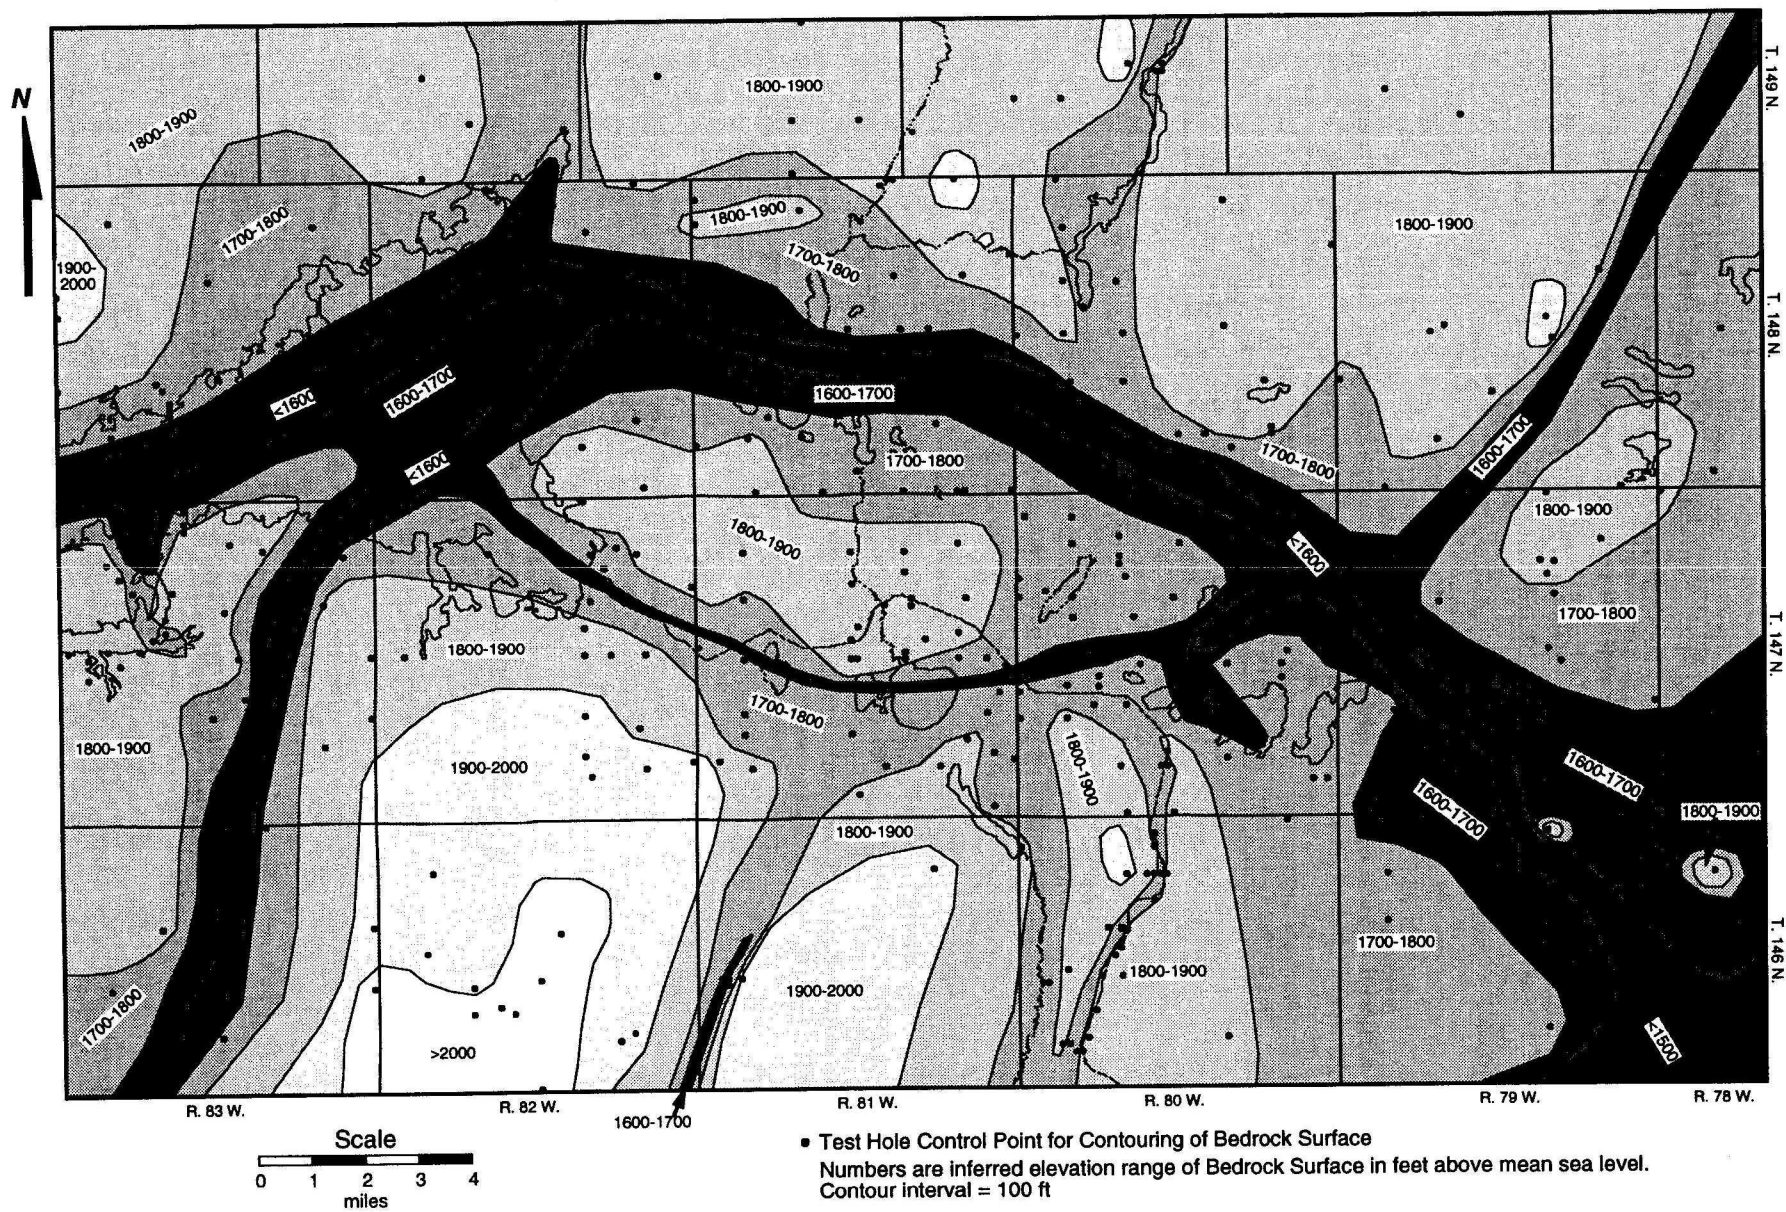 N
T. 149 N.
1800-1900
1800-1900
1800-1900
1700-1800
1800-1900
1700-1800
1900-
2000
T. 148 N.
<1600
1600-1700
1600-1700
<1600
1700-1800
1700-1800
1600-1700
1800-1900
1800-1900
<1600
1700-1800
T. 147 N.
1800-1900
1700-1800
1800-1900
1900-2000
1800-1900
1600-1700
1600-1700
1800-1900
1800-1900
T. 146 N.
1700-1800
1800-1900
1900-2000
1700-1800
>2000
<1500
R. 83 W.
R. 82 W.
R. 81W.
R. 80 W.
R. 79 W.
R. 78 W.
1600-1700
Scale
0 1 2 3 4
miles
Test Hole Control Point for Contouring of Bedrock Surface
Numbers are inferred elevation range of Bedrock Surface in feet above mean sea level.
Contour interval = 100 ft